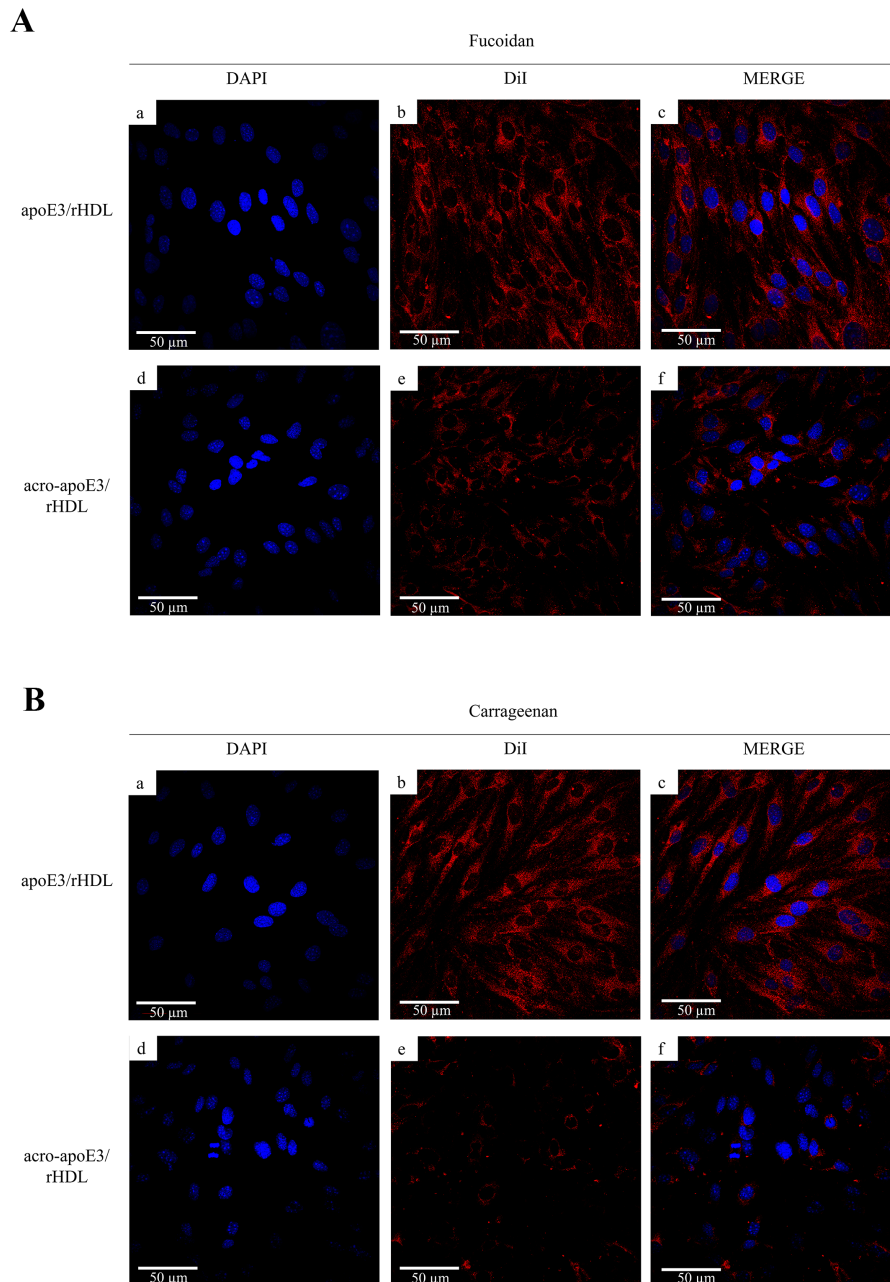 A
Fucoidan
DAPI DiI MERGE
a b c
apoE3/rHDL
50 µm 50 µm 50 µm
d e f
acro-apoE3/
rHDL
50 µm 50 µm 50 µm
B
Carrageenan
DAPI DiI MERGE
a b c
apoE3/rHDL
50 µm 50 µm 50 µm
d e f
acro-apoE3/
rHDL
50 µm 50 µm 50 µm